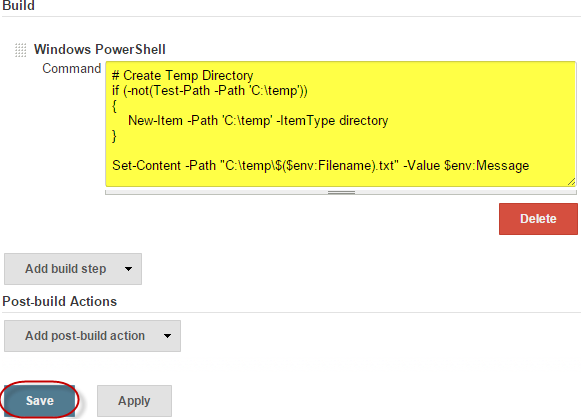 Build
Windows PowerShell
Command
# Create Temp Directory
if (-not(Test-Path -Path 'C:\temp'))
{
New-Item -Path 'C:\temp' -ItemType directory
}
Set-Content -Path "C:\temp\$($env:Filename).txt" -Value $env:Message
Delete
Add build step
Post-build Actions
Add post-build action
Save
Apply